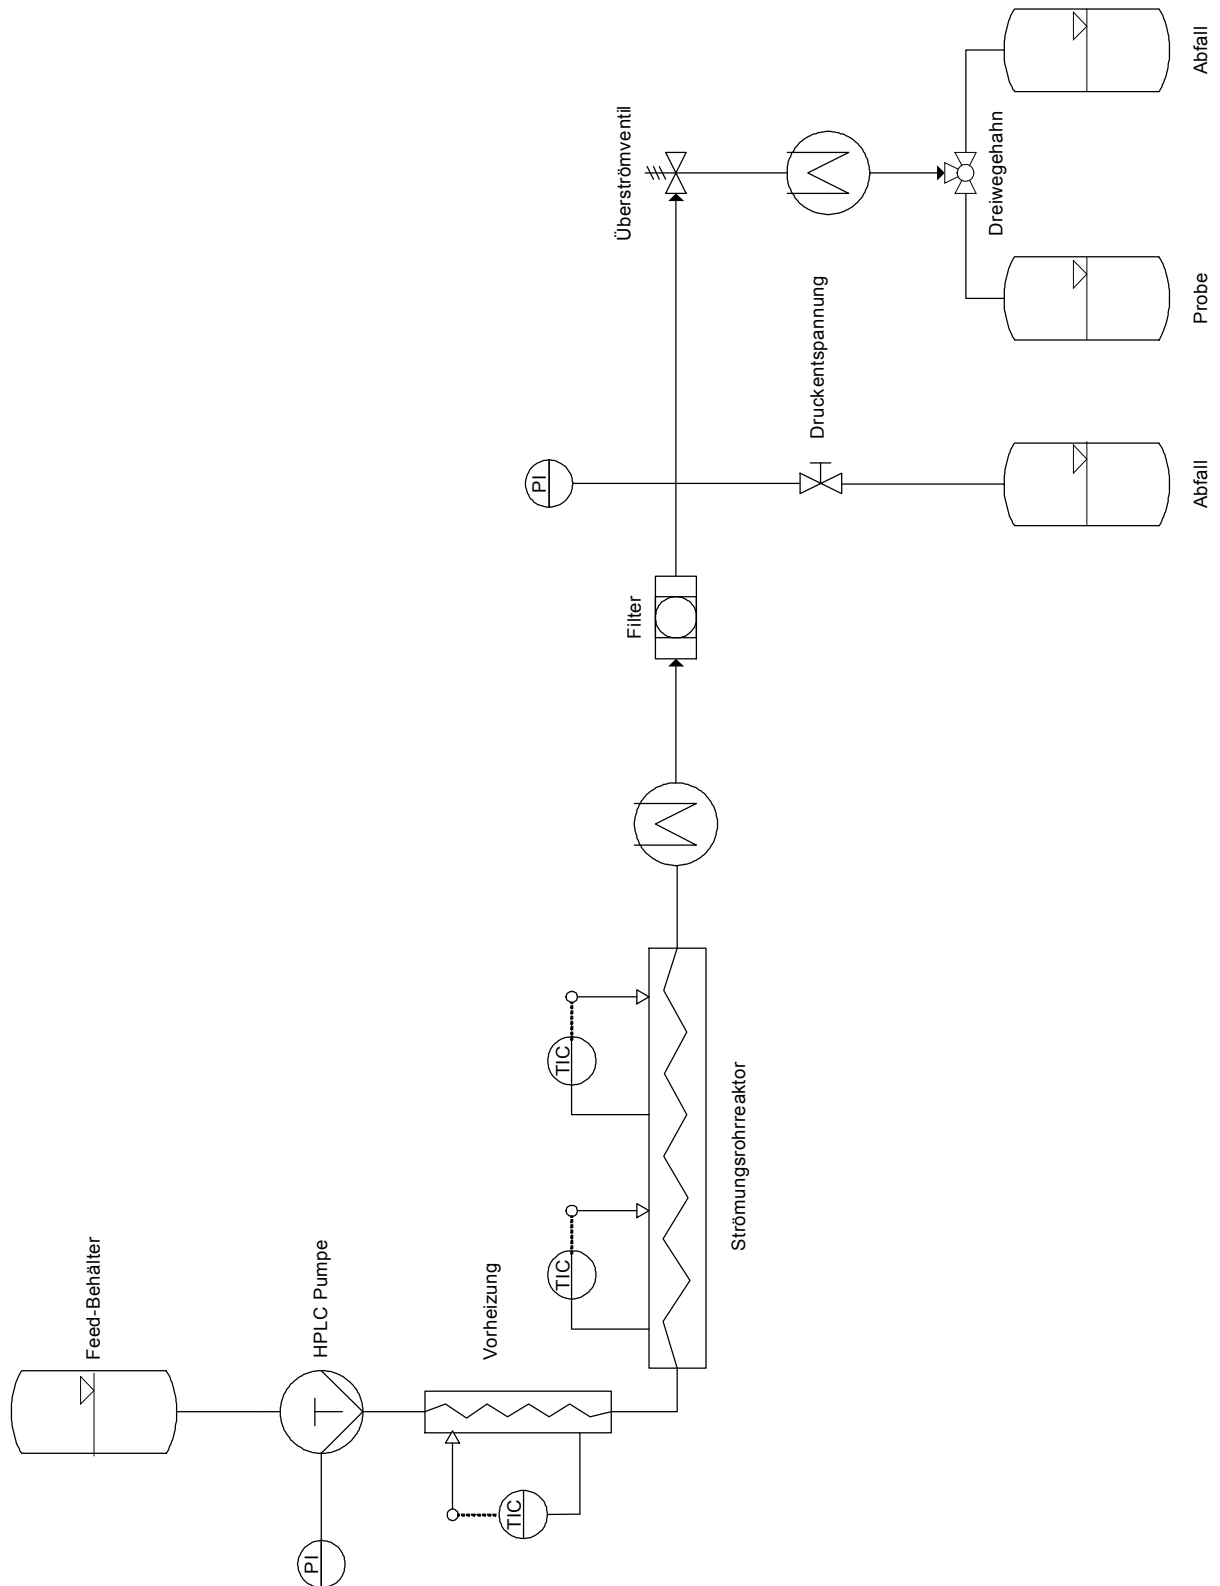 Feed-Behälter
HPLC Pumpe
PI
Vorheizung
TIC
TIC
TIC
Strömungsrohrreaktor
Filter
PI
Druckentspannung
Abfall
Überströmventil
Dreiwegehahn
Probe
Abfall